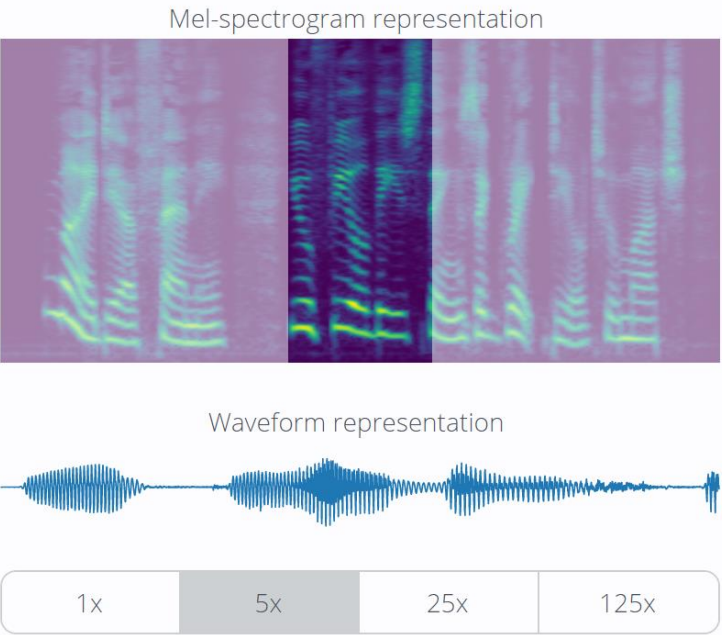 Mel-spectrogram representation
Waveform representation
1x 5x 25x 125x